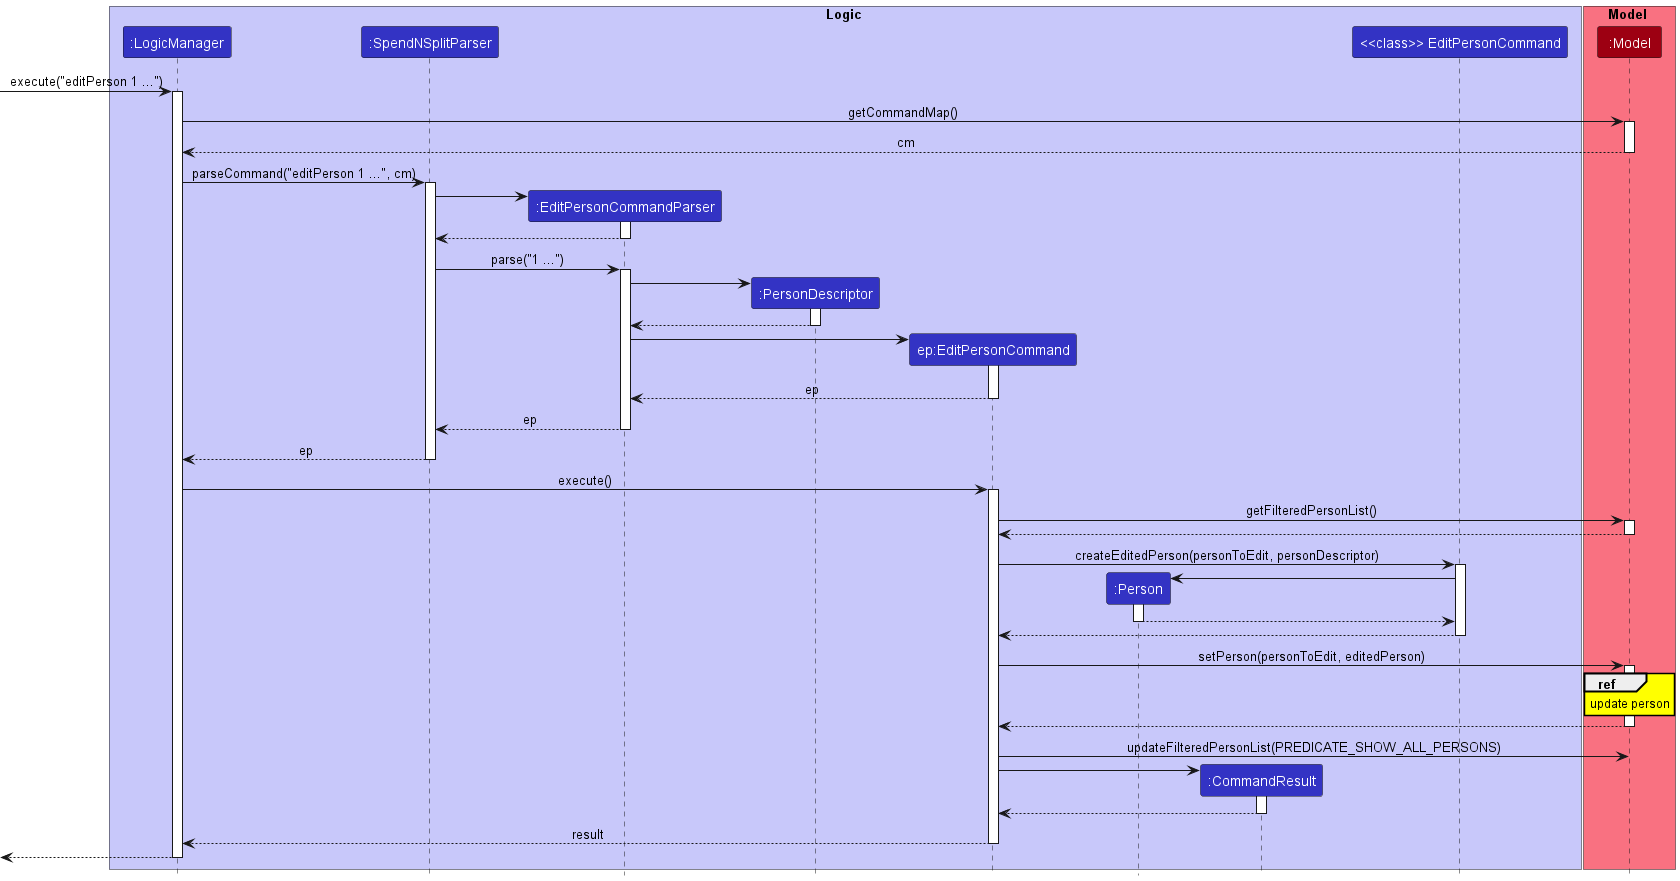 Logic
Model
:LogicManager
:SpendNSplitParser
<<class>> EditPersonCommand
:Model
execute("editPerson 1 ...")
getCommandMap()
cm
parseCommand("editPerson 1 ...", cm)
:EditPersonCommandParser
parse("1 ...")
:PersonDescriptor
ep:EditPersonCommand
ep
ep
ep
execute()
getFilteredPersonList()
createEditedPerson(personToEdit, personDescriptor)
:Person
setPerson(personToEdit, editedPerson)
ref
update person
updateFilteredPersonList(PREDICATE_SHOW_ALL_PERSONS)
:CommandResult
result